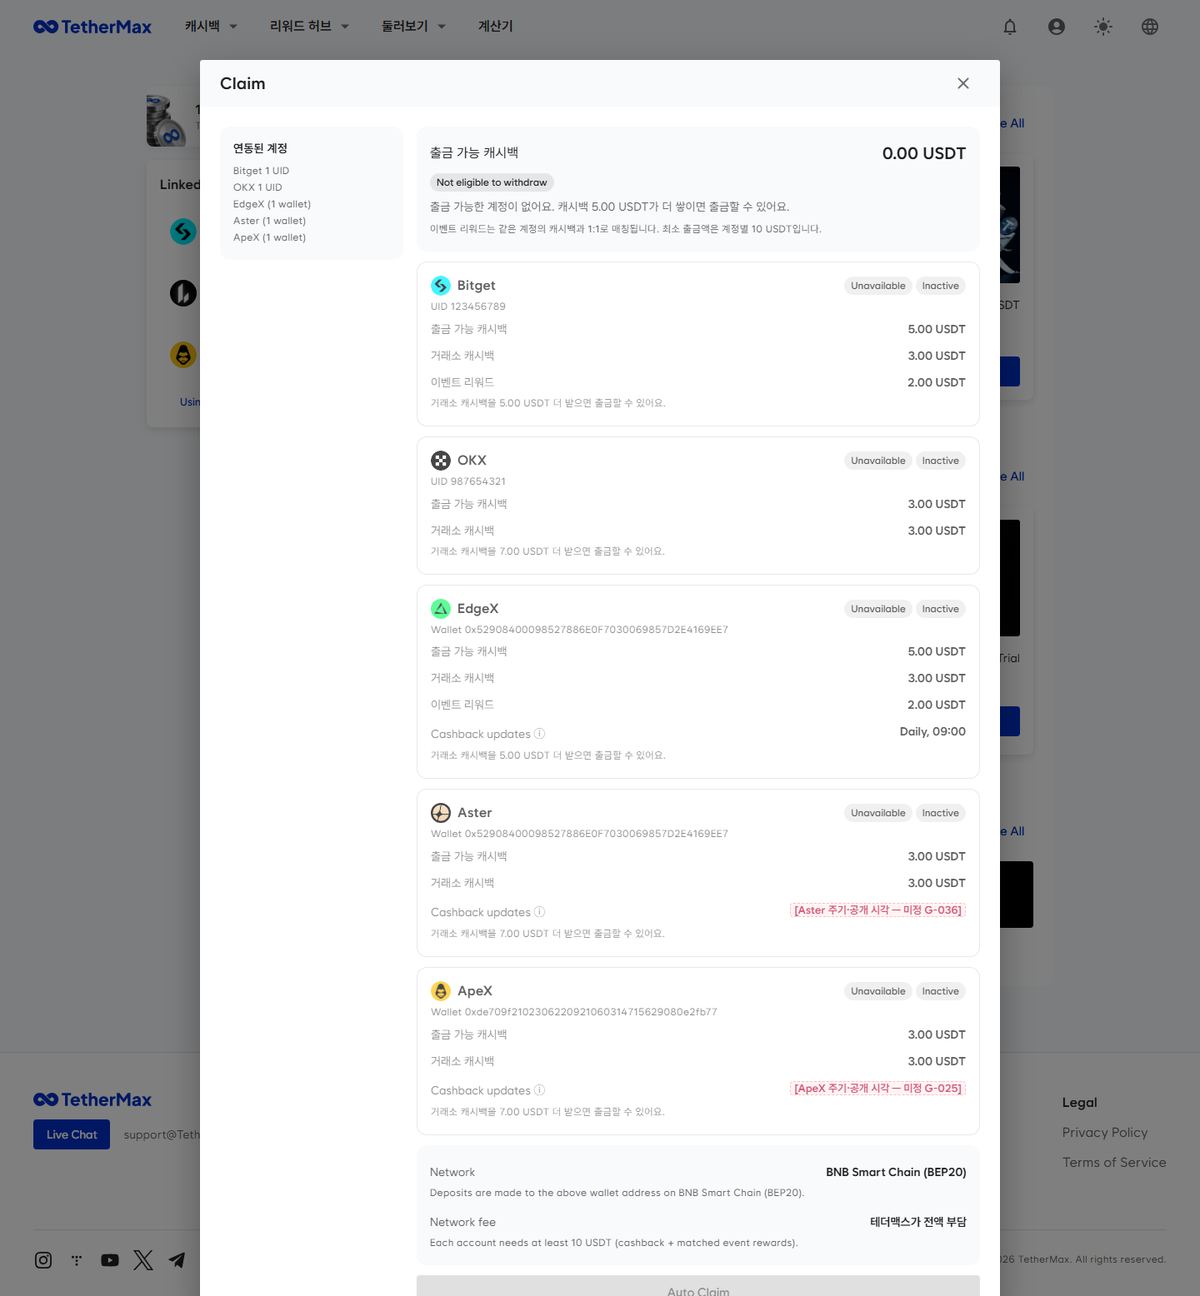 TetherMax
캐시백
리워드 허브
둘러보기
계산기
Claim
연동된 계정
Bitget 1 UID
OKX 1 UID
EdgeX (1 wallet)
Aster (1 wallet)
ApeX (1 wallet)
출금 가능 캐시백
0.00 USDT
Not eligible to withdraw
출금 가능한 계정이 없어요. 캐시백 5.00 USDT가 더 쌓이면 출금할 수 있어요.
이벤트 리워드는 같은 계정의 캐시백과 1:1로 매칭됩니다. 최소 출금액은 계정별 10 USDT입니다.
Bitget
Unavailable
Inactive
UID 123456789
출금 가능 캐시백
5.00 USDT
거래소 캐시백
3.00 USDT
이벤트 리워드
2.00 USDT
거래소 캐시백을 5.00 USDT 더 받으면 출금할 수 있어요.
OKX
Unavailable
Inactive
UID 987654321
출금 가능 캐시백
3.00 USDT
거래소 캐시백
3.00 USDT
거래소 캐시백을 7.00 USDT 더 받으면 출금할 수 있어요.
EdgeX
Unavailable
Inactive
Wallet 0x52908400098527886E0F7030069857D2E4169EE7
출금 가능 캐시백
5.00 USDT
거래소 캐시백
3.00 USDT
이벤트 리워드
2.00 USDT
Cashback updates
Daily, 09:00
거래소 캐시백을 5.00 USDT 더 받으면 출금할 수 있어요.
Aster
Unavailable
Inactive
Wallet 0x52908400098527886E0F7030069857D2E4169EE7
출금 가능 캐시백
3.00 USDT
거래소 캐시백
3.00 USDT
Cashback updates
[Aster 주기·공개 시각 — 미정 G-036]
거래소 캐시백을 7.00 USDT 더 받으면 출금할 수 있어요.
ApeX
Unavailable
Inactive
Wallet 0xde709f210230622092106031471562908​0e2fb77
출금 가능 캐시백
3.00 USDT
거래소 캐시백
3.00 USDT
Cashback updates
[ApeX 주기·공개 시각 — 미정 G-025]
거래소 캐시백을 7.00 USDT 더 받으면 출금할 수 있어요.
Network
BNB Smart Chain (BEP20)
Deposits are made to the above wallet address on BNB Smart Chain (BEP20).
Network fee
테더맥스가 전액 부담
Each account needs at least 10 USDT (cashback + matched event rewards).
Auto Claim
Linked
Usin
e All
SDT
e All
Trial
e All
TetherMax
Live Chat
support@Teth
Legal
Privacy Policy
Terms of Service
26 TetherMax. All rights reserved.